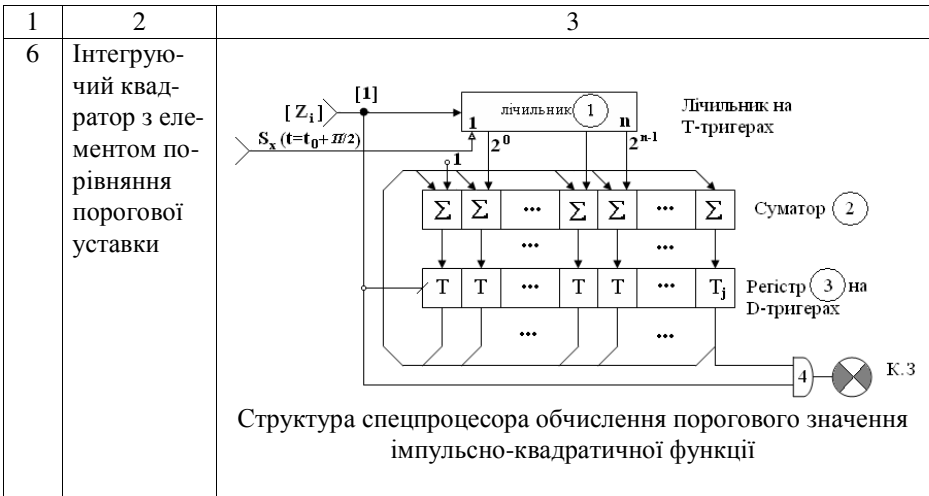 1 2 3
6 Інтегрую-
чий квад-
ратор з еле-
ментом по-
рівняння
порогової
уставки
[1]
[ Z_i ]
лічильник 1
1 n
Лічильник на
Т-тригерах
S_x (t=t_0+ π/2)
1 2^0 2^n-1
Σ Σ ••• Σ Σ ••• Σ
Суматор 2
••• •••
T T ••• T T ••• T_j
Регістр 3 на
D-тригерах
••• •••
4
К.З
Структура спецпроцесора обчислення порогового значення
імпульсно-квадратичної функції